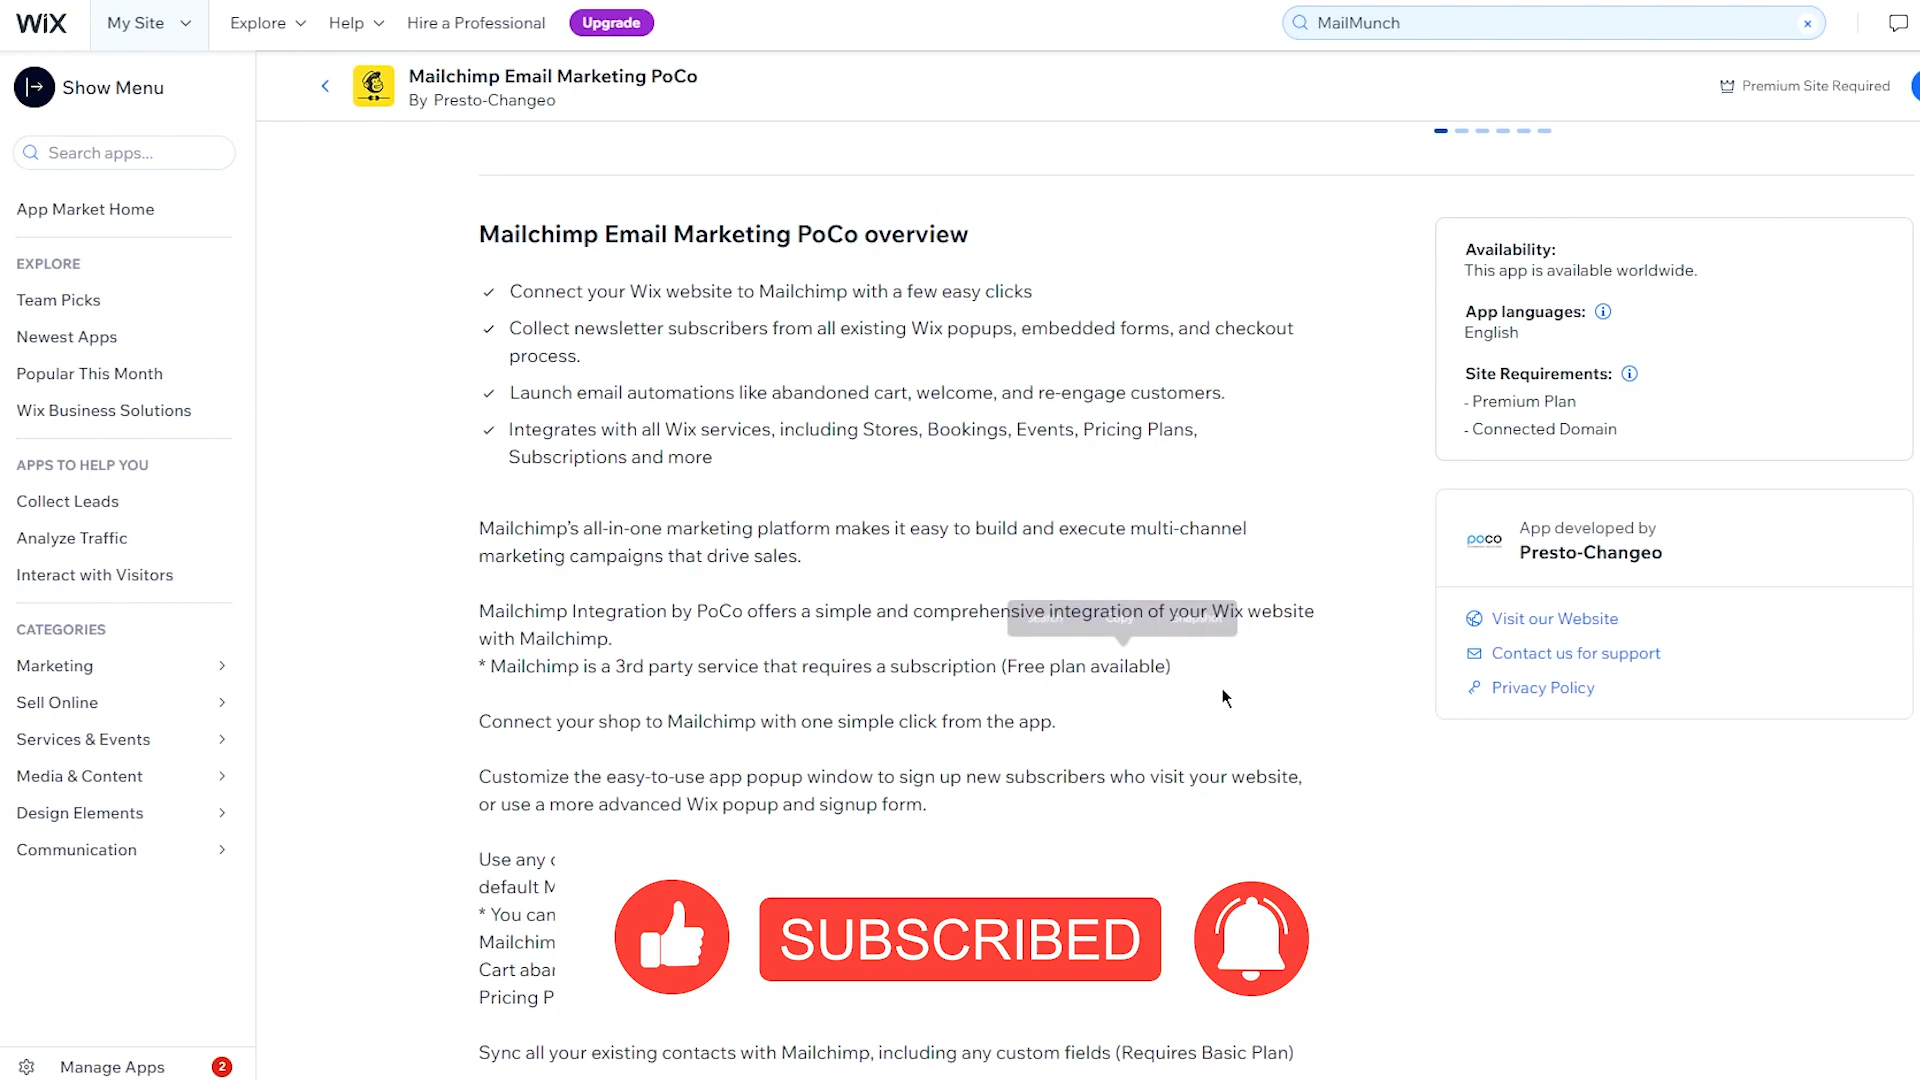 WiX
My Site
Explore
Help
Hire a Professional
Upgrade
MailMunch
Show Menu
Mailchimp Email Marketing PoCo
By Presto-Changeo
Premium Site Required
Search apps...
App Market Home
EXPLORE
Team Picks
Newest Apps
Popular This Month
Wix Business Solutions
APPS TO HELP YOU
Collect Leads
Analyze Traffic
Interact with Visitors
CATEGORIES
Marketing
Sell Online
Services & Events
Media & Content
Design Elements
Communication
Manage Apps
2
Mailchimp Email Marketing PoCo overview
Connect your Wix website to Mailchimp with a few easy clicks
Collect newsletter subscribers from all existing Wix popups, embedded forms, and checkout
process.
Launch email automations like abandoned cart, welcome, and re-engage customers.
Integrates with all Wix services, including Stores, Bookings, Events, Pricing Plans,
Subscriptions and more
Mailchimp's all-in-one marketing platform makes it easy to build and execute multi-channel
marketing campaigns that drive sales.
Mailchimp Integration by PoCo offers a simple and comprehensive integration of your Wix website
Search Copy Snapshot
with Mailchimp.
* Mailchimp is a 3rd party service that requires a subscription (Free plan available)
Connect your shop to Mailchimp with one simple click from the app.
Customize the easy-to-use app popup window to sign up new subscribers who visit your website,
or use a more advanced Wix popup and signup form.
Use any
default
* You can
Mailchim
Cart aban
Pricing P
SUBSCRIBED
Sync all your existing contacts with Mailchimp, including any custom fields (Requires Basic Plan)
Availability:
This app is available worldwide.
App languages:
English
Site Requirements:
- Premium Plan
- Connected Domain
poco
App developed by
Presto-Changeo
Visit our Website
Contact us for support
Privacy Policy